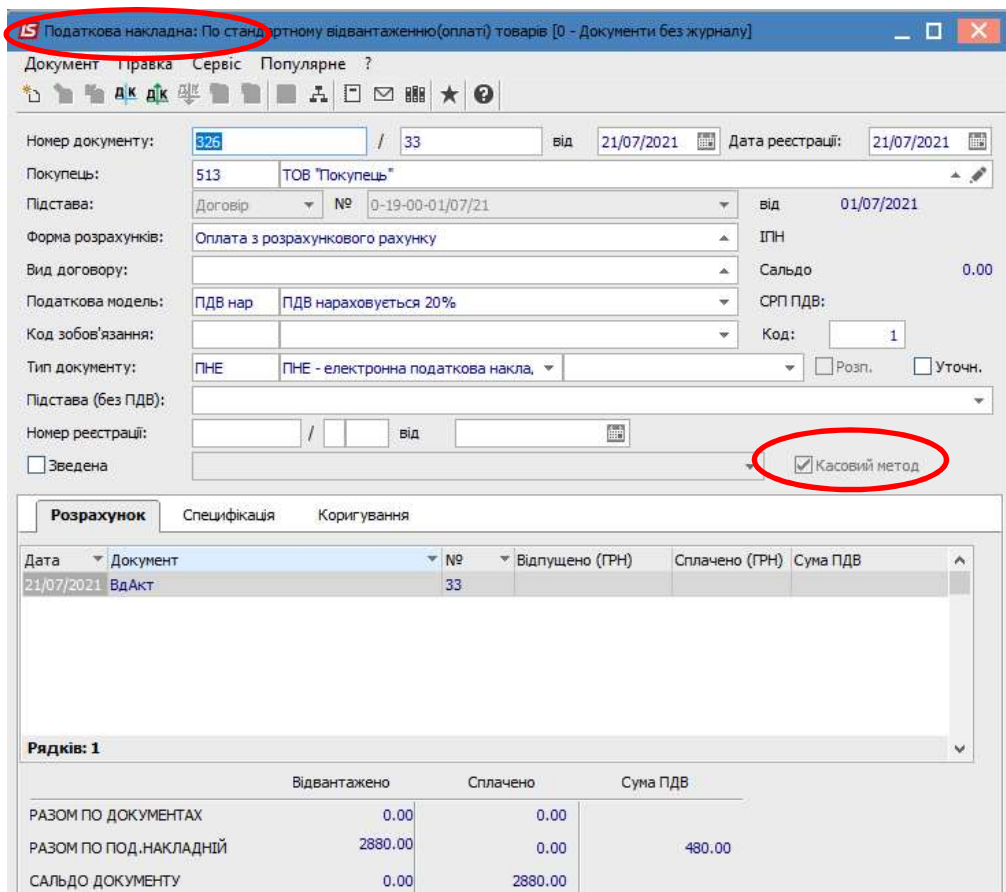 Податкова накладна: По стандартному відвантаженню(оплаті) товарів [0 - Документи без журналу]
Документ Правка Сервіс Популярне ?
Номер документу: 326 / 33 від 21/07/2021 Дата реєстрації: 21/07/2021
Покупець: 513 ТОВ "Покупець"
Підстава: Договір № 0-19-00-01/07/21 від 01/07/2021
Форма розрахунків: Оплата з розрахункового рахунку ІПН
Вид договору: Сальдо 0.00
Податкова модель: ПДВ нар ПДВ нараховується 20% СРП ПДВ:
Код зобов'язання: Код: 1
Тип документу: ПНЕ ПНЕ - електронна податкова накла, Розп. Уточн.
Підстава (без ПДВ):
Номер реєстрації: / від
Зведена Касовий метод
Розрахунок Специфікація Коригування
Дата Документ № Відпущено (ГРН) Сплачено (ГРН) Сума ПДВ
21/07/2021 ВдАкт 33
Рядків: 1
Відвантажено Сплачено Сума ПДВ
РАЗОМ ПО ДОКУМЕНТАХ 0.00 0.00
РАЗОМ ПО ПОД.НАКЛАДНІЙ 2880.00 0.00 480.00
САЛЬДО ДОКУМЕНТУ 0.00 2880.00